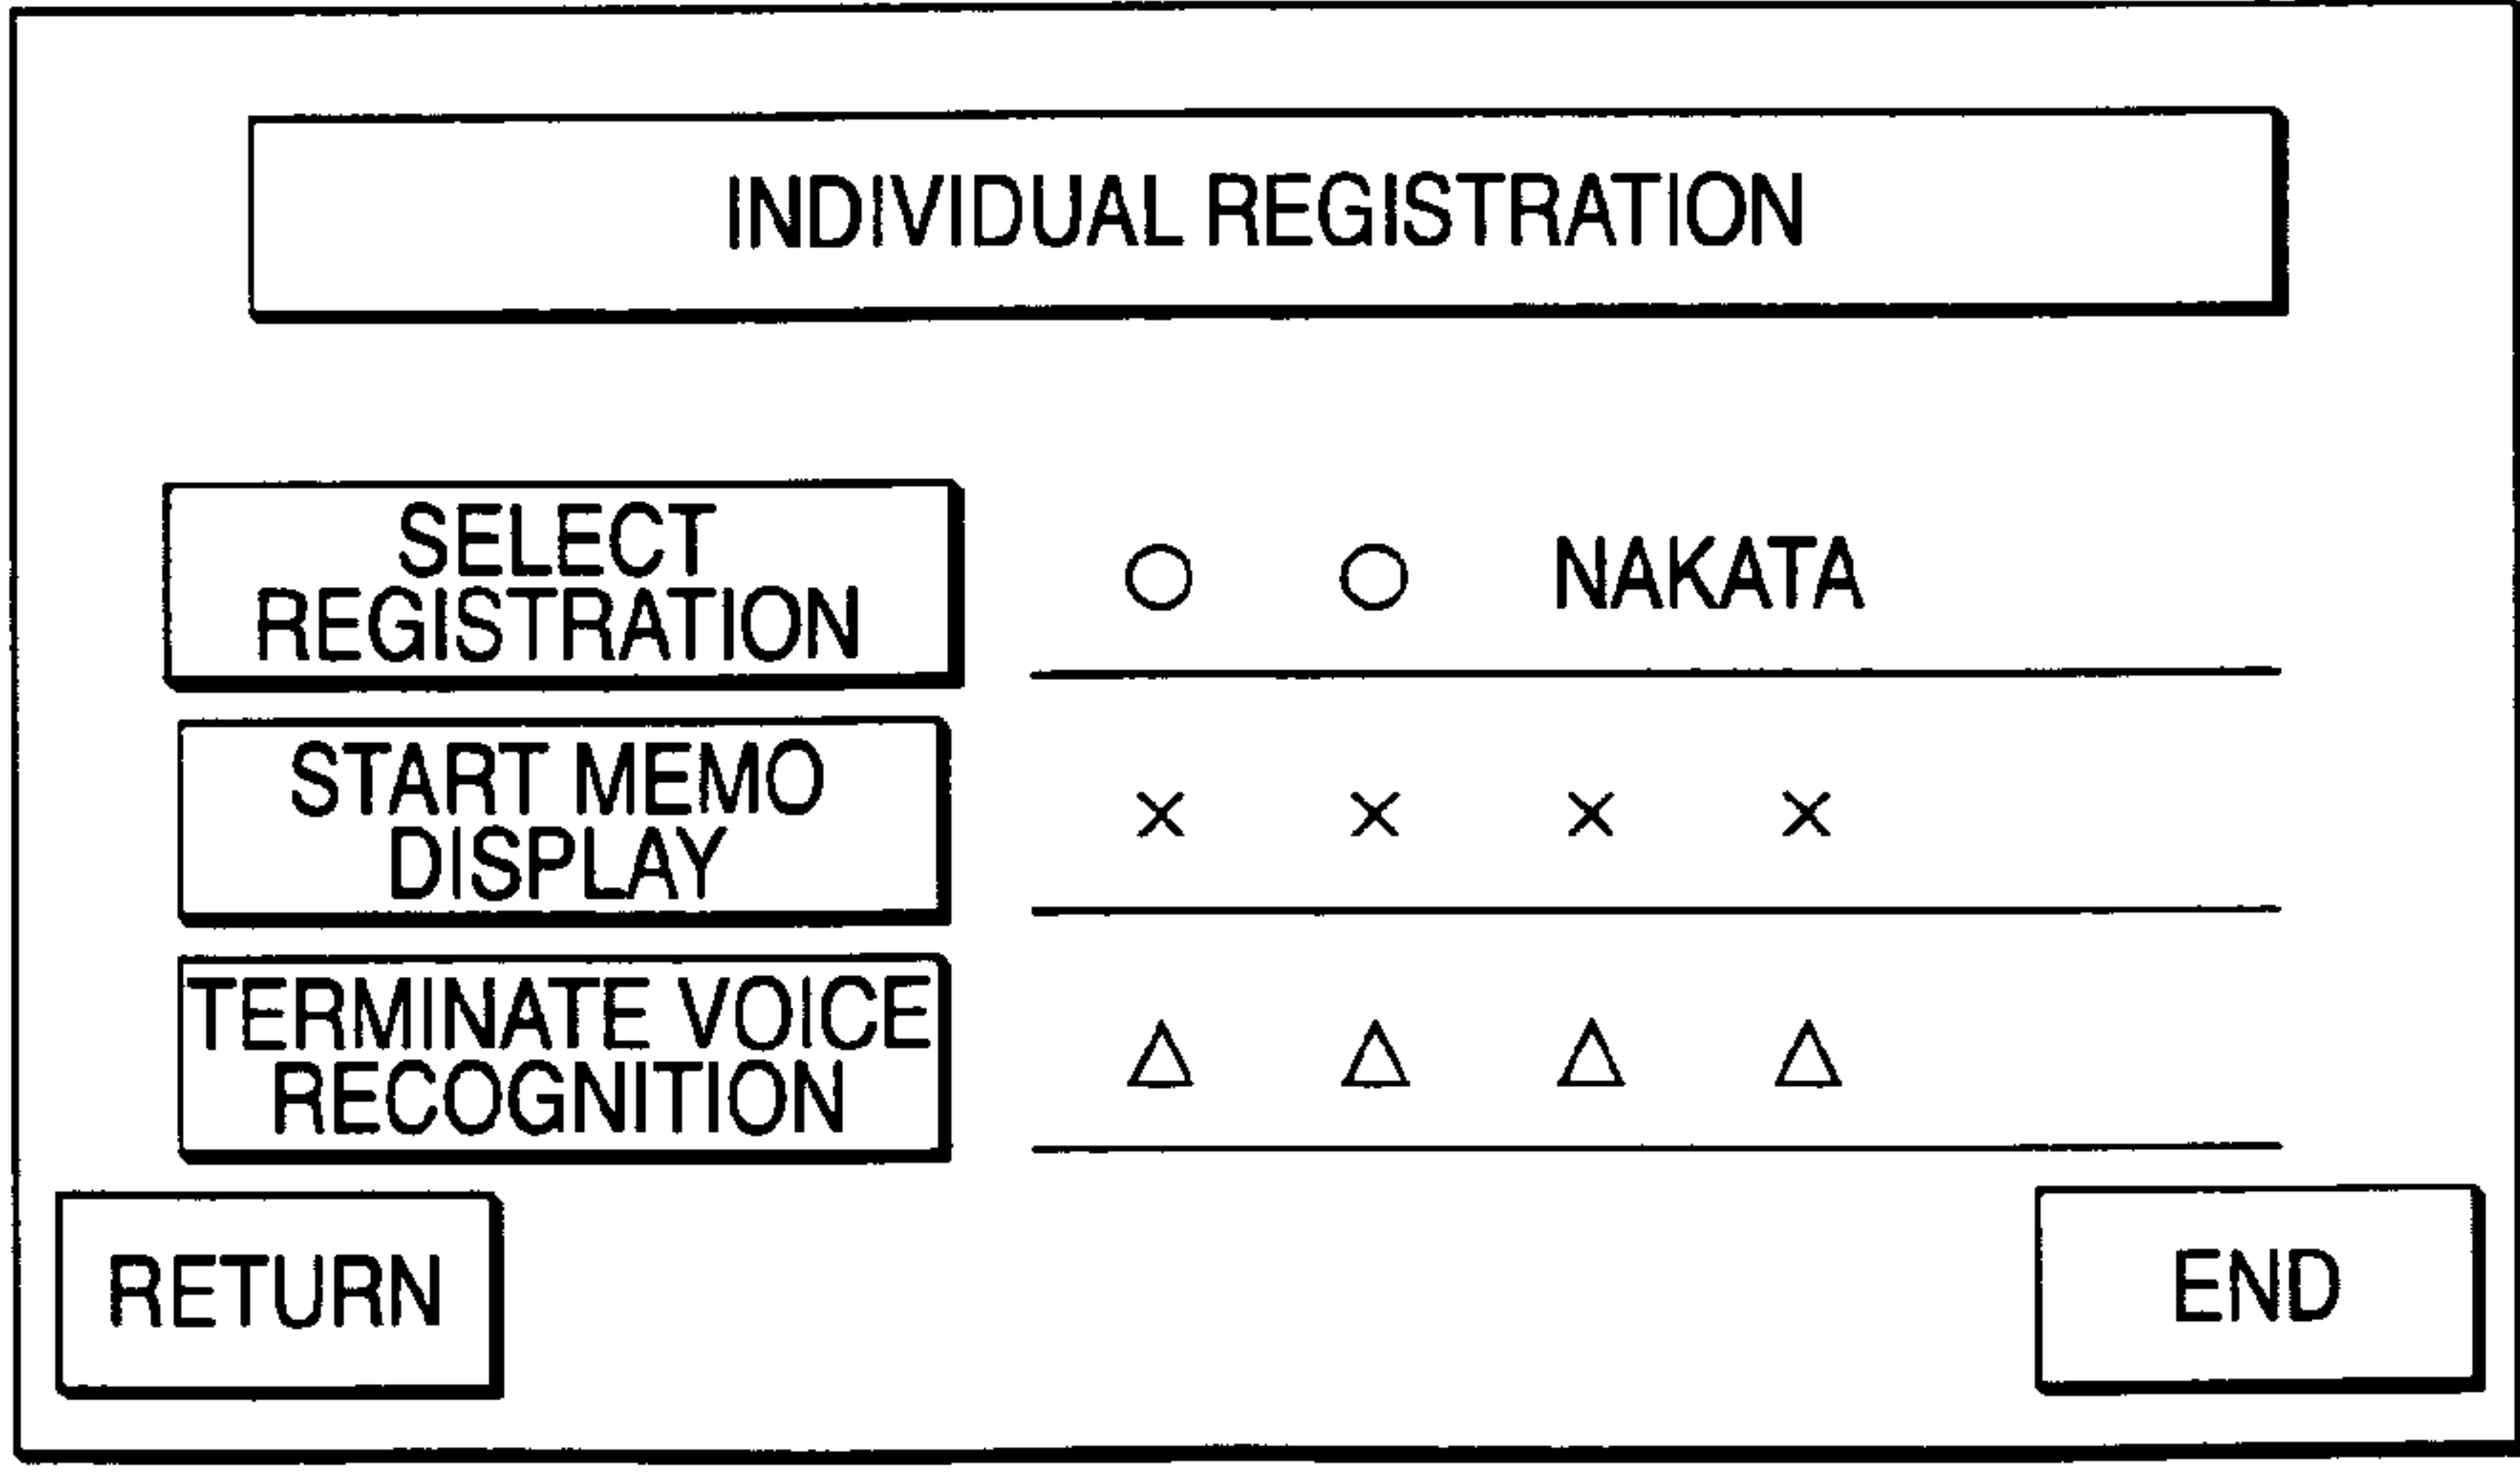 INDIVIDUAL REGISTRATION
SELECT
REGISTRATION
○ ○ NAKATA
START MEMO
DISPLAY
× × × ×
TERMINATE VOICE
RECOGNITION
△ △ △ △
RETURN
END